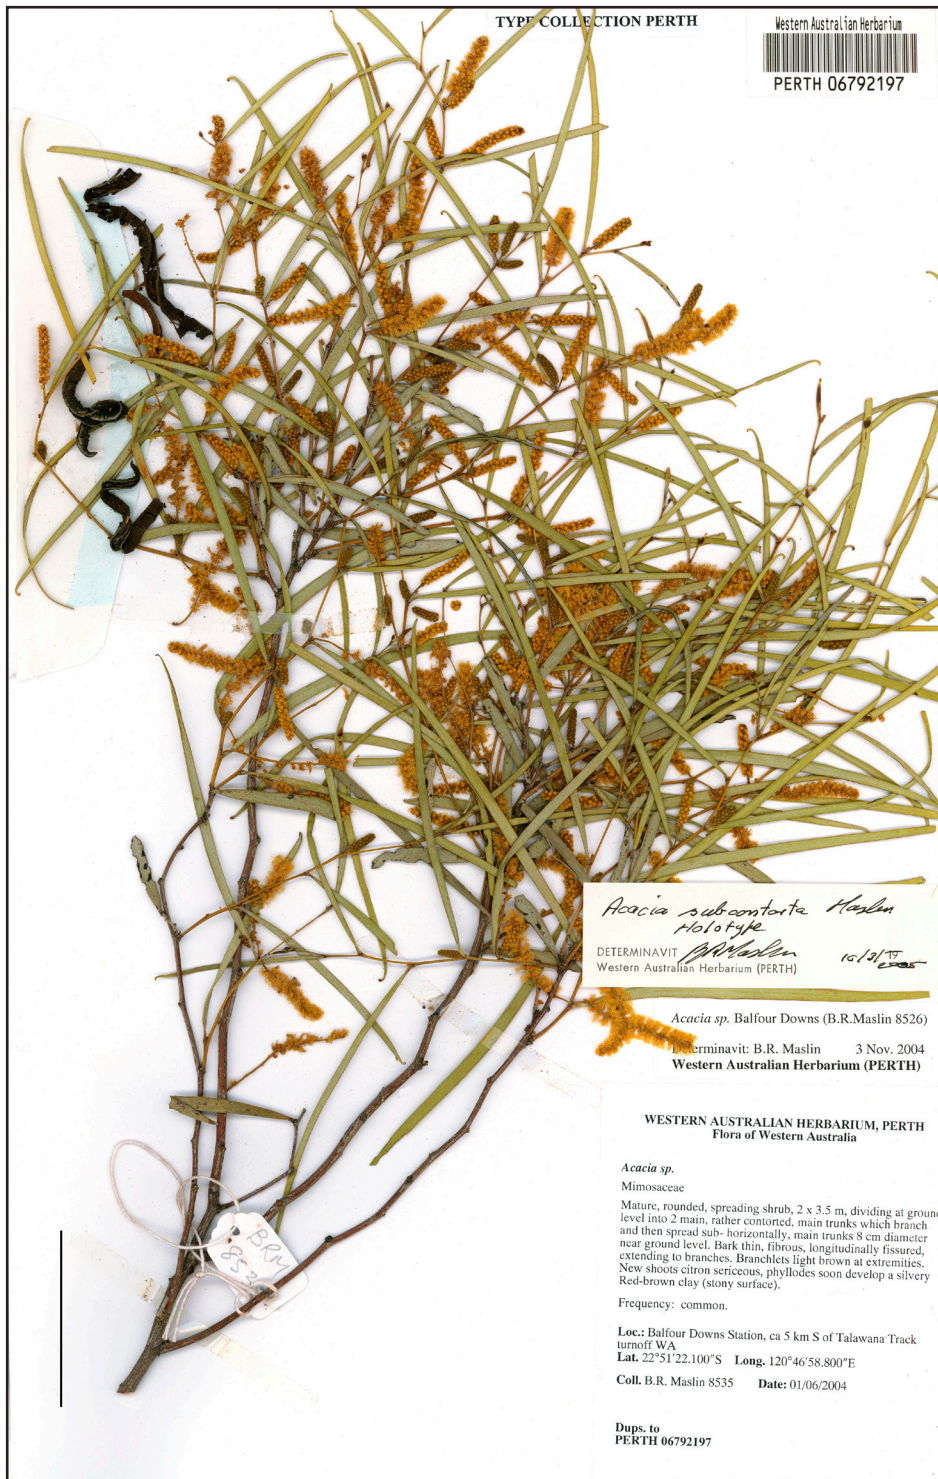 TYPE COLLECTION PERTH
Western Australian Herbarium
PERTH 06792197
Acacia subcontorta Maslin
Holotype
DETERMINAVIT BRMaslin
Western Australian Herbarium (PERTH)
Acacia sp. Balfour Downs (B.R.Maslin 8526)
Determinavit: B.R. Maslin 3 Nov. 2004
Western Australian Herbarium (PERTH)
WESTERN AUSTRALIAN HERBARIUM, PERTH
Flora of Western Australia
Acacia sp.
Mimosaceae
Mature, rounded, spreading shrub, 2 x 3.5 m, dividing at ground
level into 2 main, rather contorted, main trunks which branch
and then spread sub- horizontally, main trunks 8 cm diameter
near ground level. Bark thin, fibrous, longitudinally fissured,
extending to branches. Branchlets light brown at extremities.
New shoots citron sericeous, phyllodes soon develop a silvery
Red-brown clay (stony surface).
Frequency: common.
Loc.: Balfour Downs Station, ca 5 km S of Talawana Track
turnoff WA
Lat. 22°51'22.100"S Long. 120°46'58.800"E
Coll. B.R. Maslin 8535 Date: 01/06/2004
Dups. to
PERTH 06792197
BRM